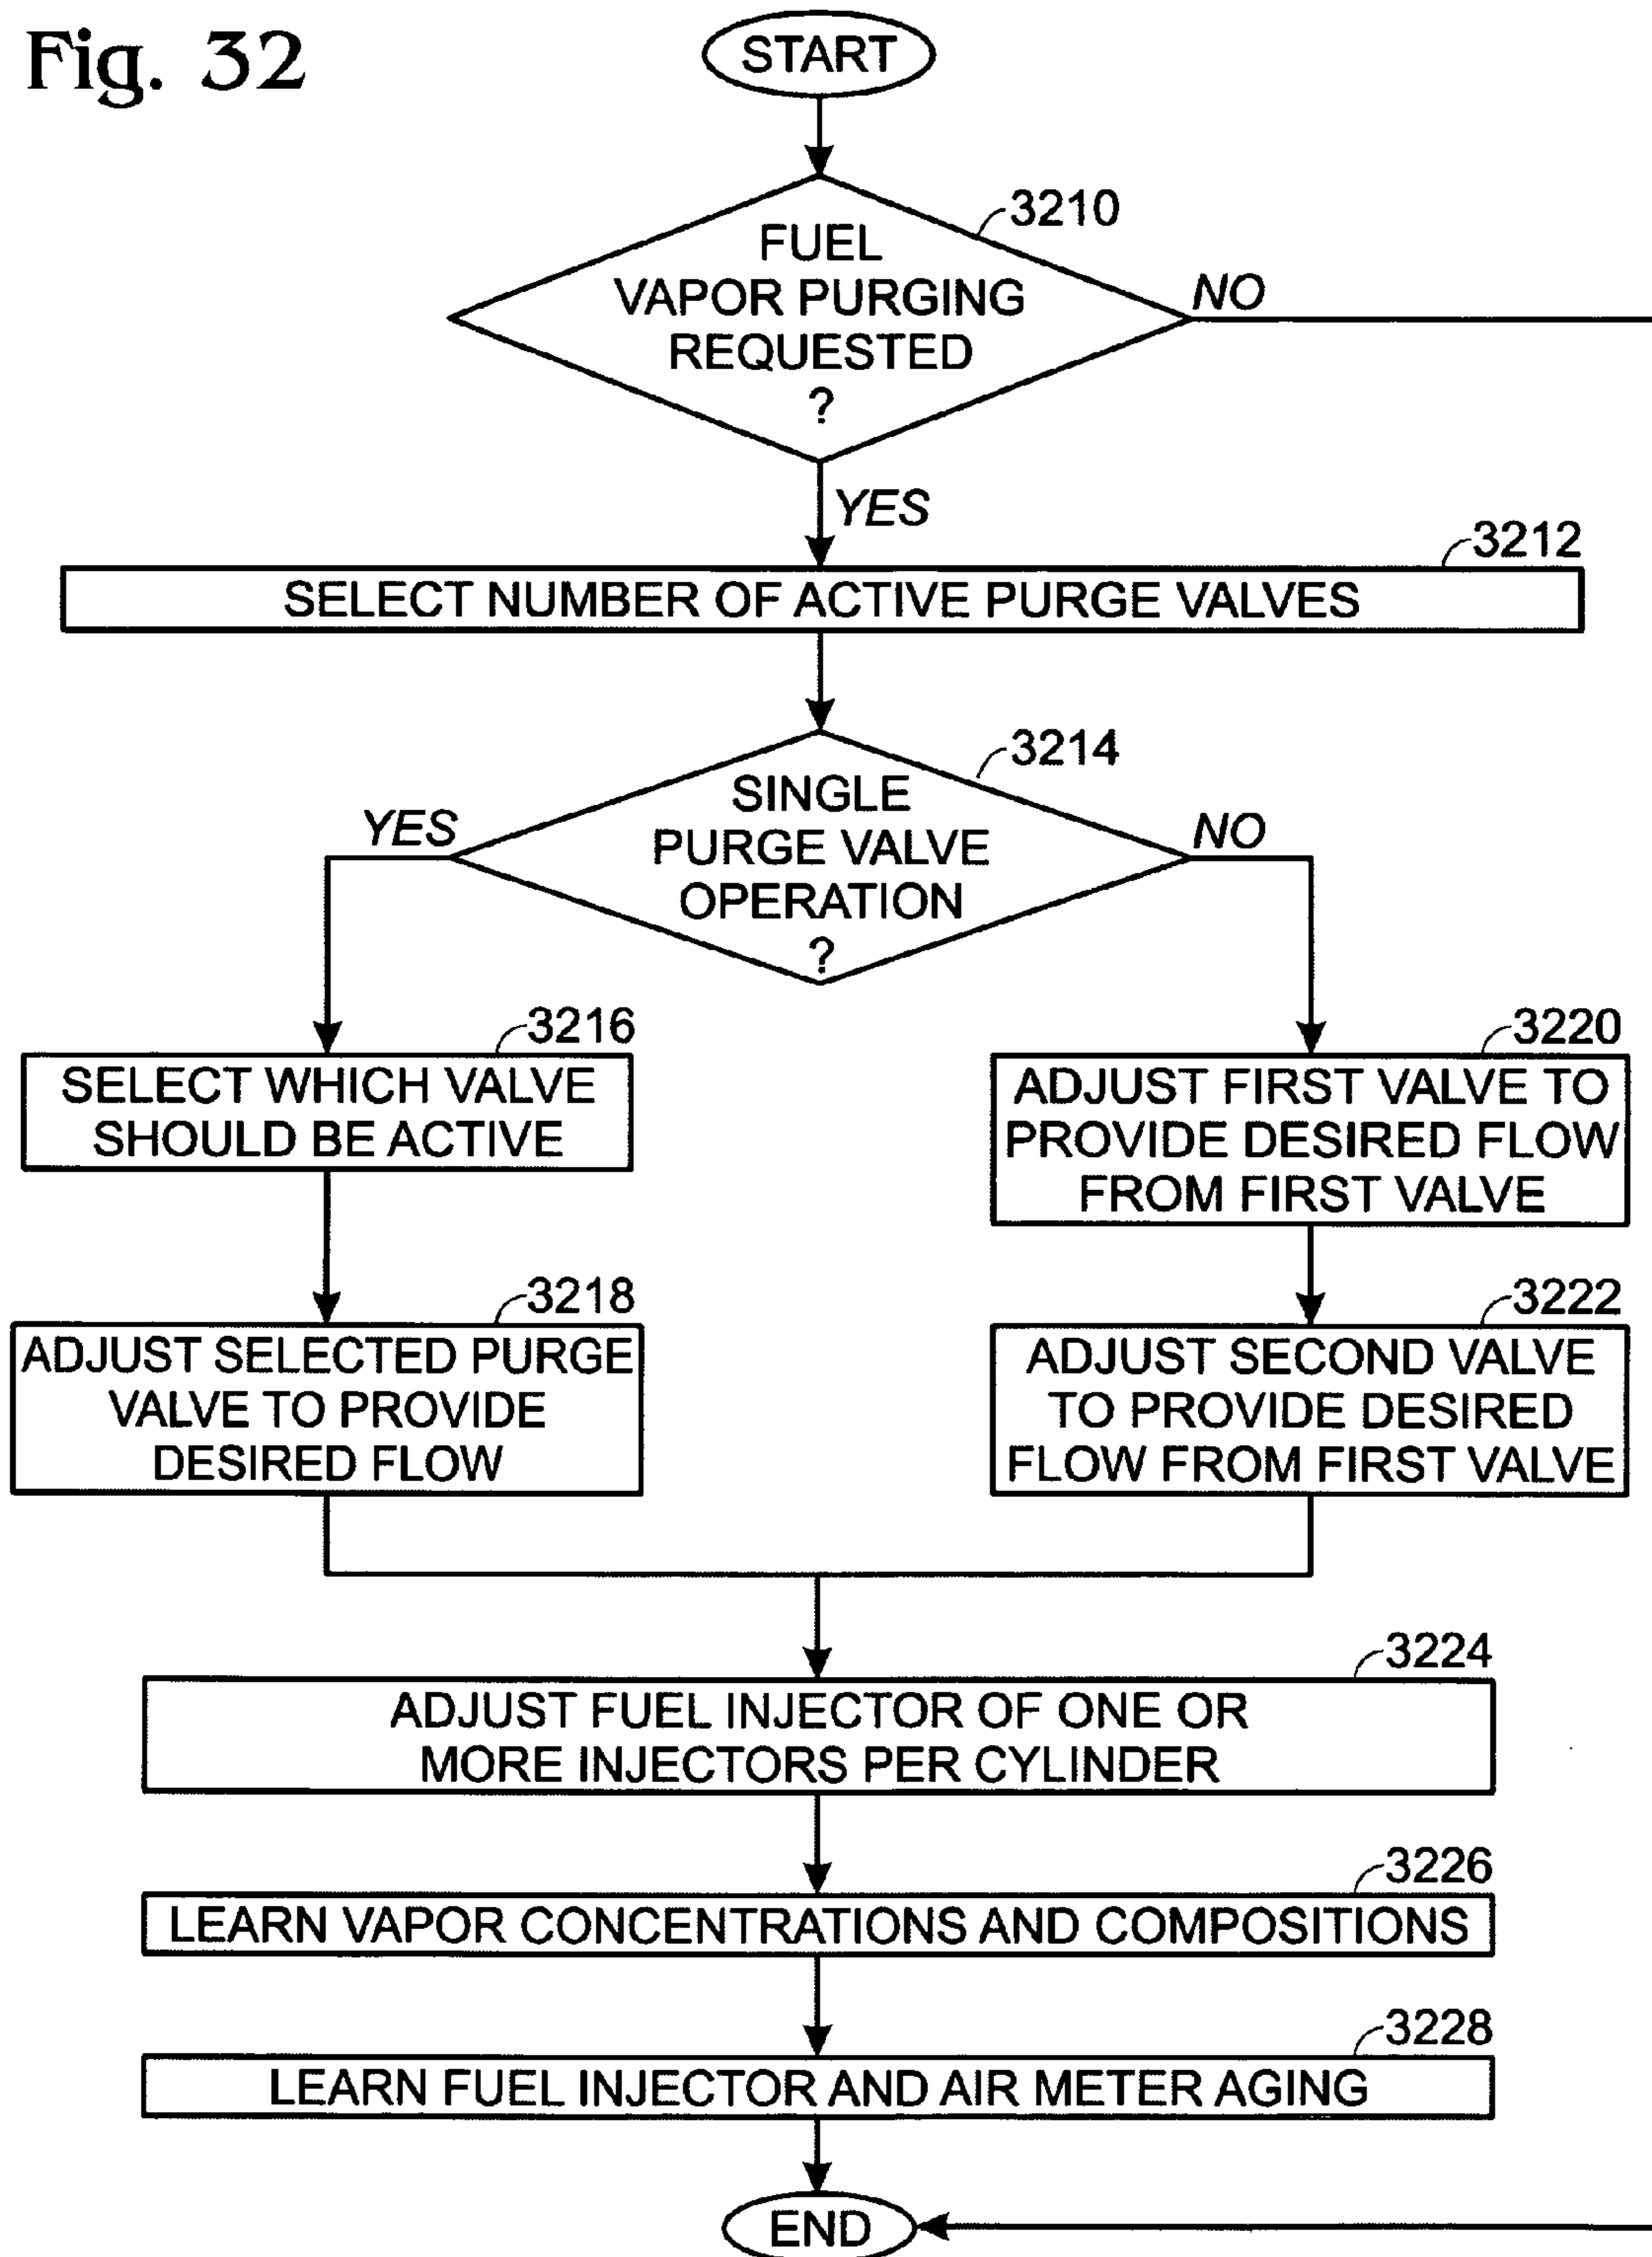 Fig. 32
START
3210
FUEL
VAPOR PURGING
REQUESTED
?
NO
YES
3212
SELECT NUMBER OF ACTIVE PURGE VALVES
3214
SINGLE
PURGE VALVE
OPERATION
?
YES
NO
3216
SELECT WHICH VALVE
SHOULD BE ACTIVE
3220
ADJUST FIRST VALVE TO
PROVIDE DESIRED FLOW
FROM FIRST VALVE
3218
ADJUST SELECTED PURGE
VALVE TO PROVIDE
DESIRED FLOW
3222
ADJUST SECOND VALVE
TO PROVIDE DESIRED
FLOW FROM FIRST VALVE
3224
ADJUST FUEL INJECTOR OF ONE OR
MORE INJECTORS PER CYLINDER
3226
LEARN VAPOR CONCENTRATIONS AND COMPOSITIONS
3228
LEARN FUEL INJECTOR AND AIR METER AGING
END